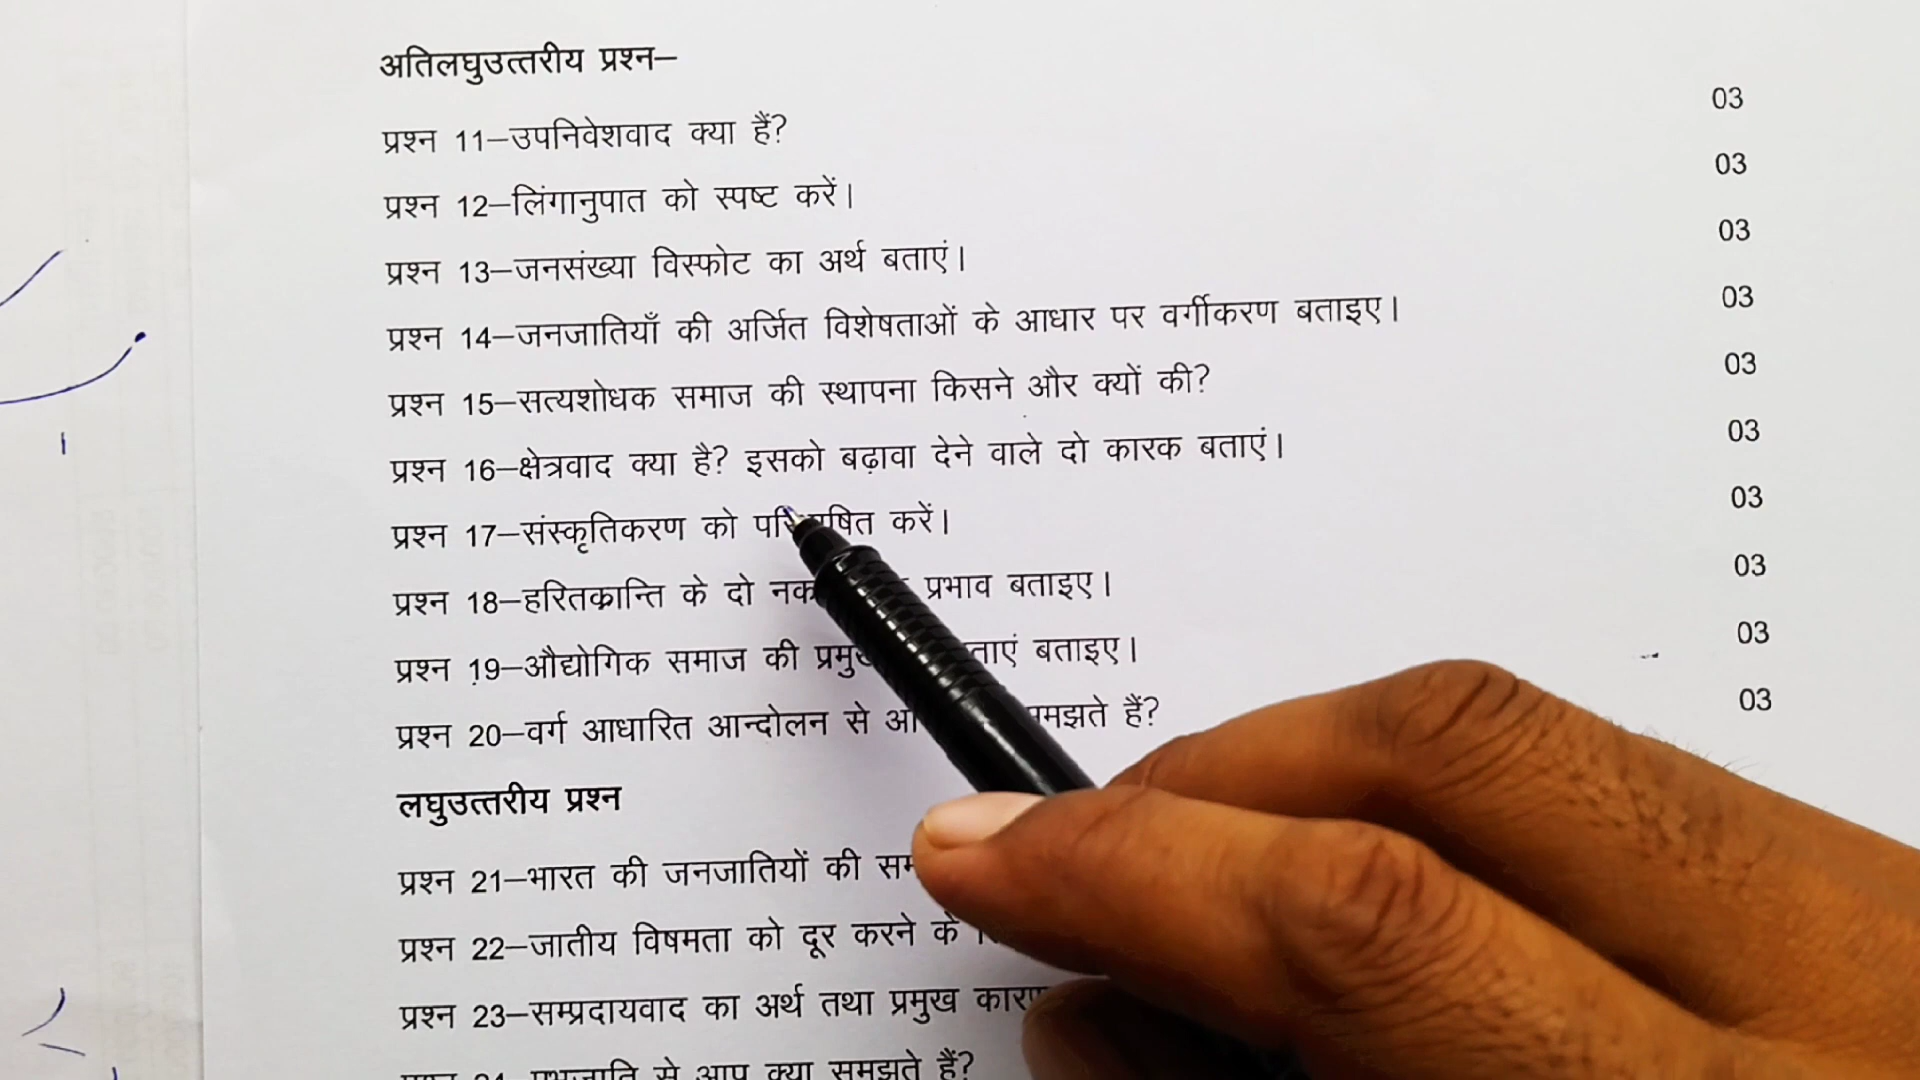 अतिलघुउत्तरीय प्रश्न–
प्रश्न 11–उपनिवेशवाद क्या हैं? 03
प्रश्न 12–लिंगानुपात को स्पष्ट करें। 03
प्रश्न 13–जनसंख्या विस्फोट का अर्थ बताएं। 03
प्रश्न 14–जनजातियाँ की अर्जित विशेषताओं के आधार पर वर्गीकरण बताइए। 03
प्रश्न 15–सत्यशोधक समाज की स्थापना किसने और क्यों की? 03
प्रश्न 16–क्षेत्रवाद क्या है? इसको बढ़ावा देने वाले दो कारक बताएं। 03
प्रश्न 17–संस्कृतिकरण को करें। 03
प्रश्न 18–हरितक्रान्ति के दो प्रभाव बताइए। 03
प्रश्न 19–औद्योगिक समाज की प्रमुख बताइए। 03
प्रश्न 20–वर्ग आधारित आन्दोलन से समझते हैं? 03
लघुउत्तरीय प्रश्न
प्रश्न 21–भारत की जनजातियों की
प्रश्न 22–जातीय विषमता को दूर करने के
प्रश्न 23–सम्प्रदायवाद का अर्थ तथा प्रमुख
से आप क्या समझते हैं?